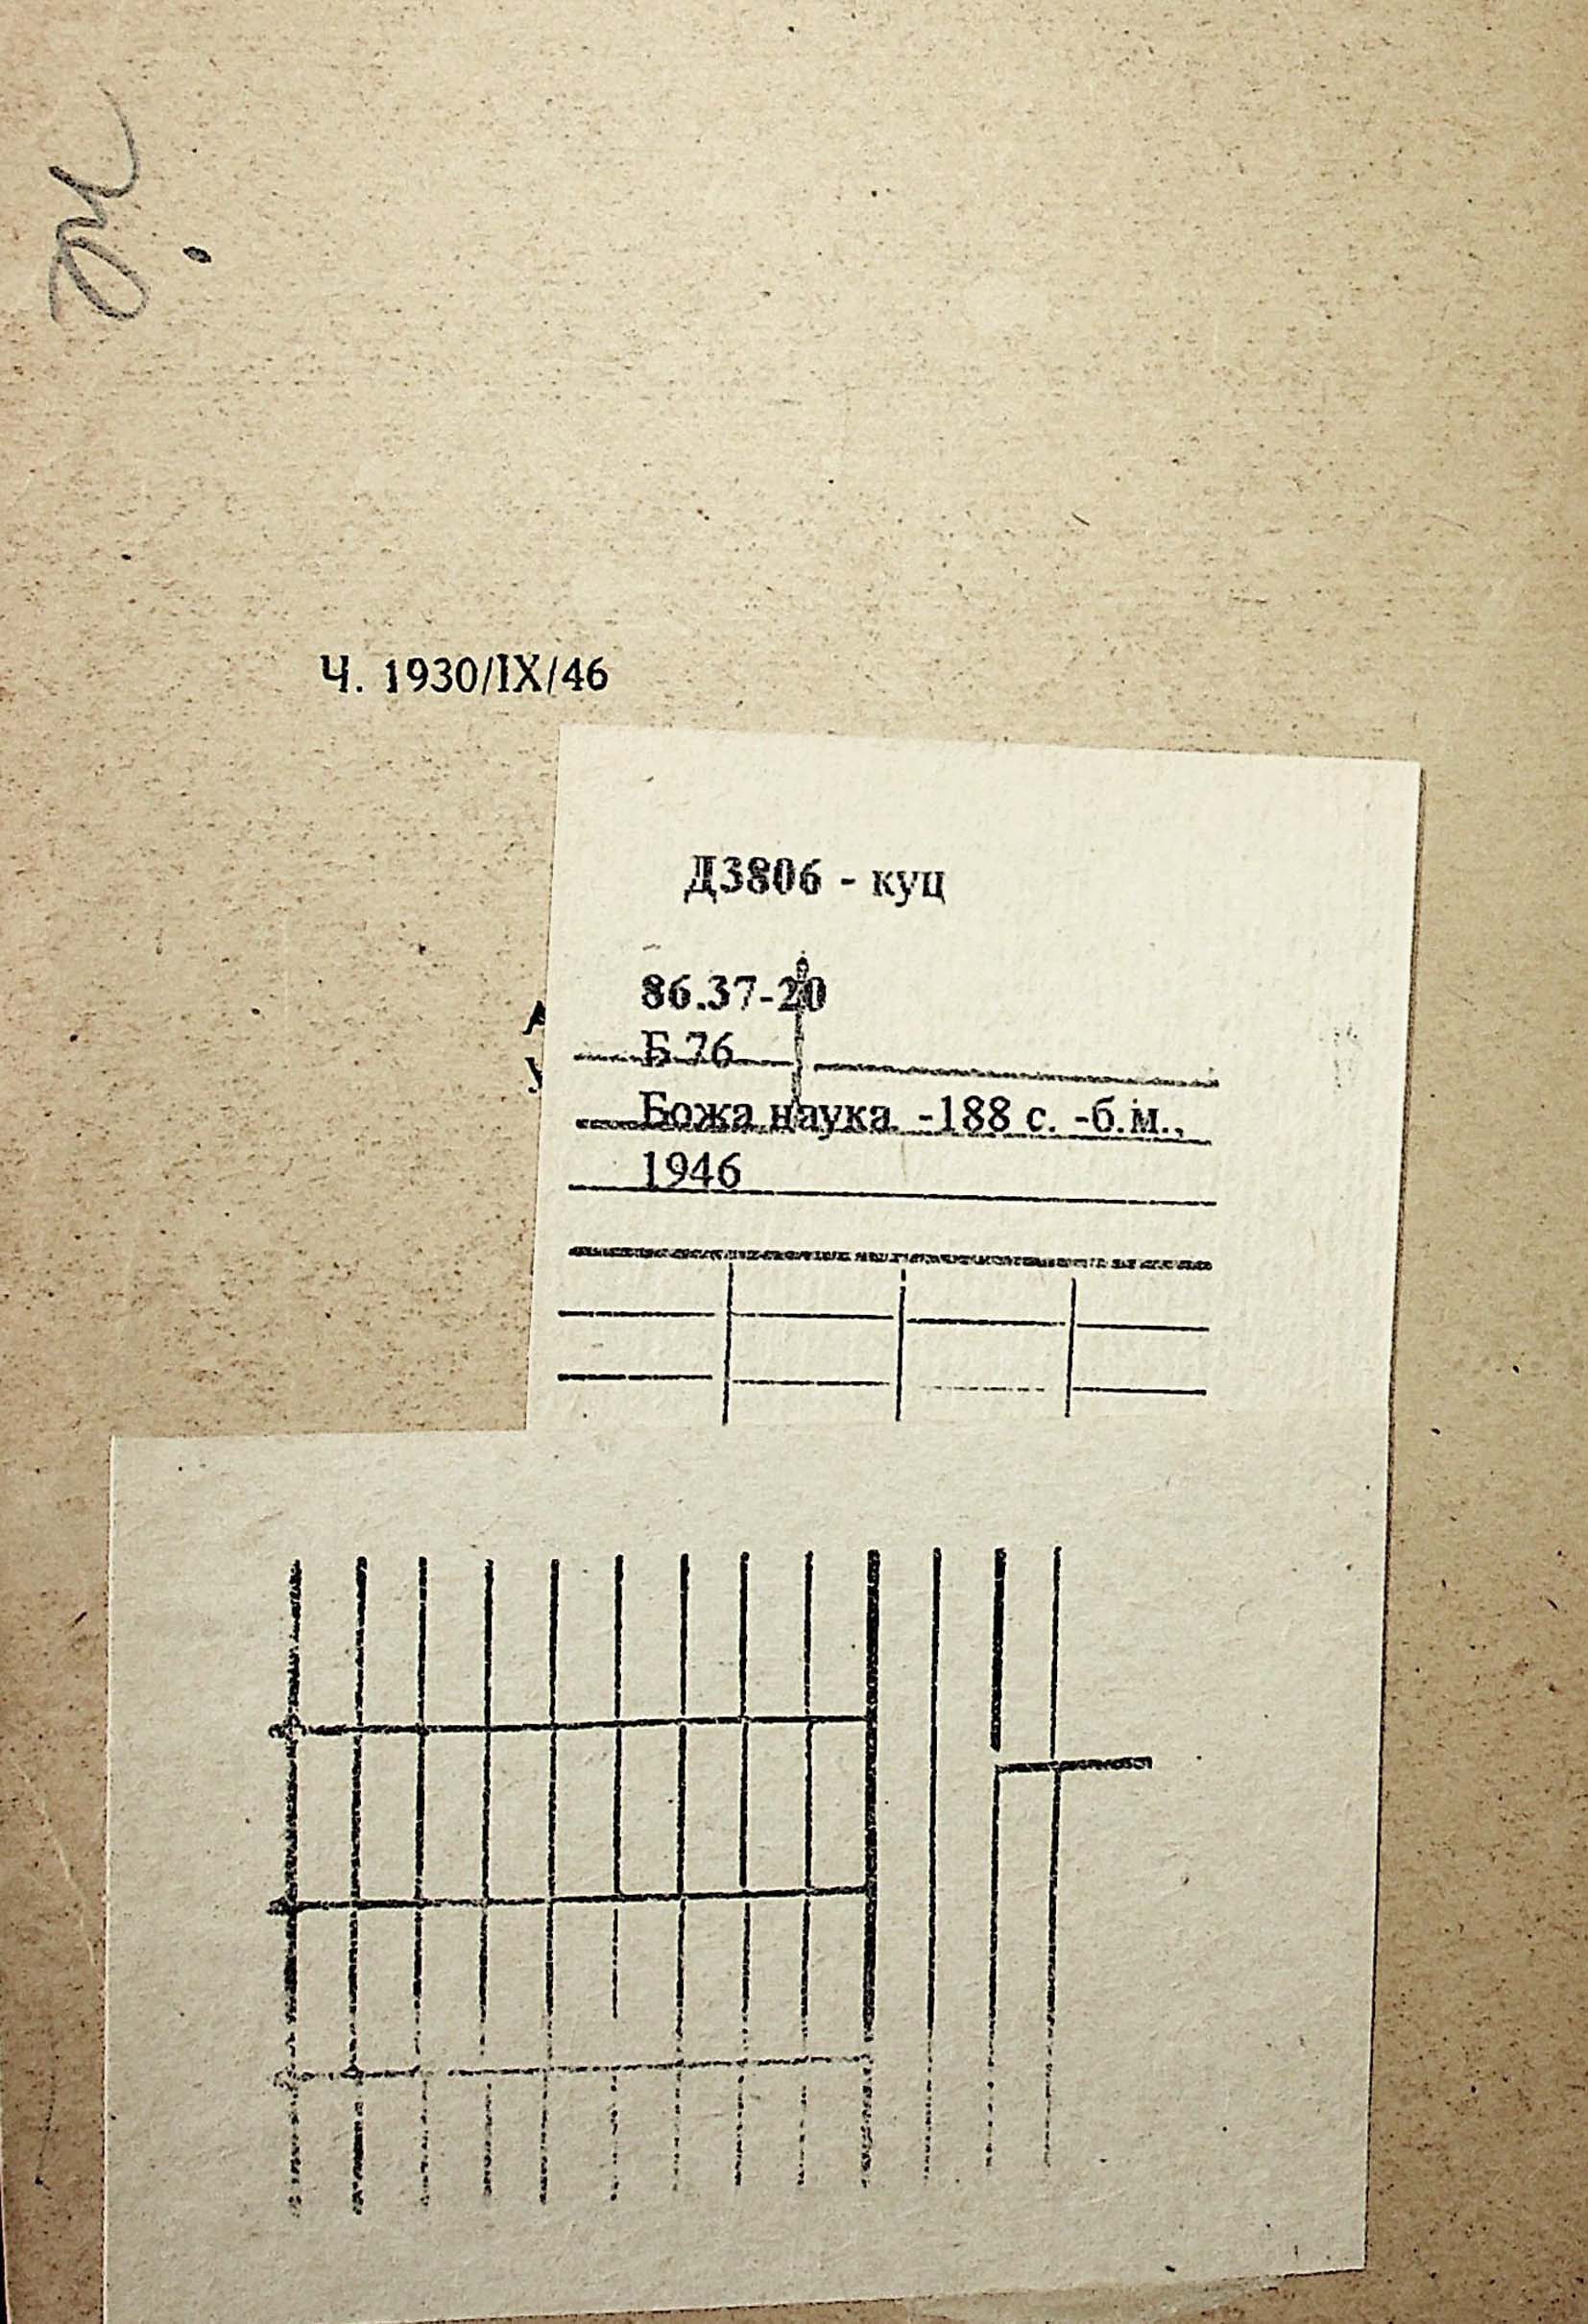 Ч. 1930/IX/46
Д3806 - куц
86.37-20
Б 76
Божа наука. -188 с. -б.м.,
1946